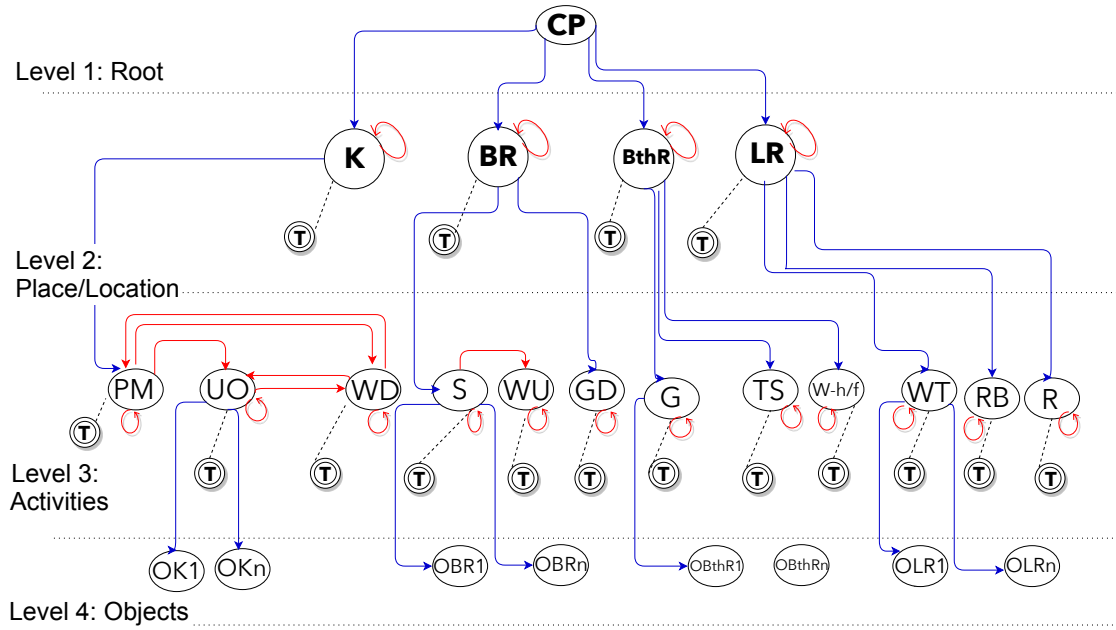 CP
Level 1: Root
K
BR
BthR
LR
T
T
T
T
Level 2:
Place/Location
PM
UO
WD
S
WU
GD
G
TS
W-h/f
WT
RB
R
T
T
T
T
T
T
T
T
T
T
T
T
Level 3:
Activities
OK1
OKn
OBR1
OBRn
OBthR1
OBthRn
OLR1
OLRn
Level 4: Objects